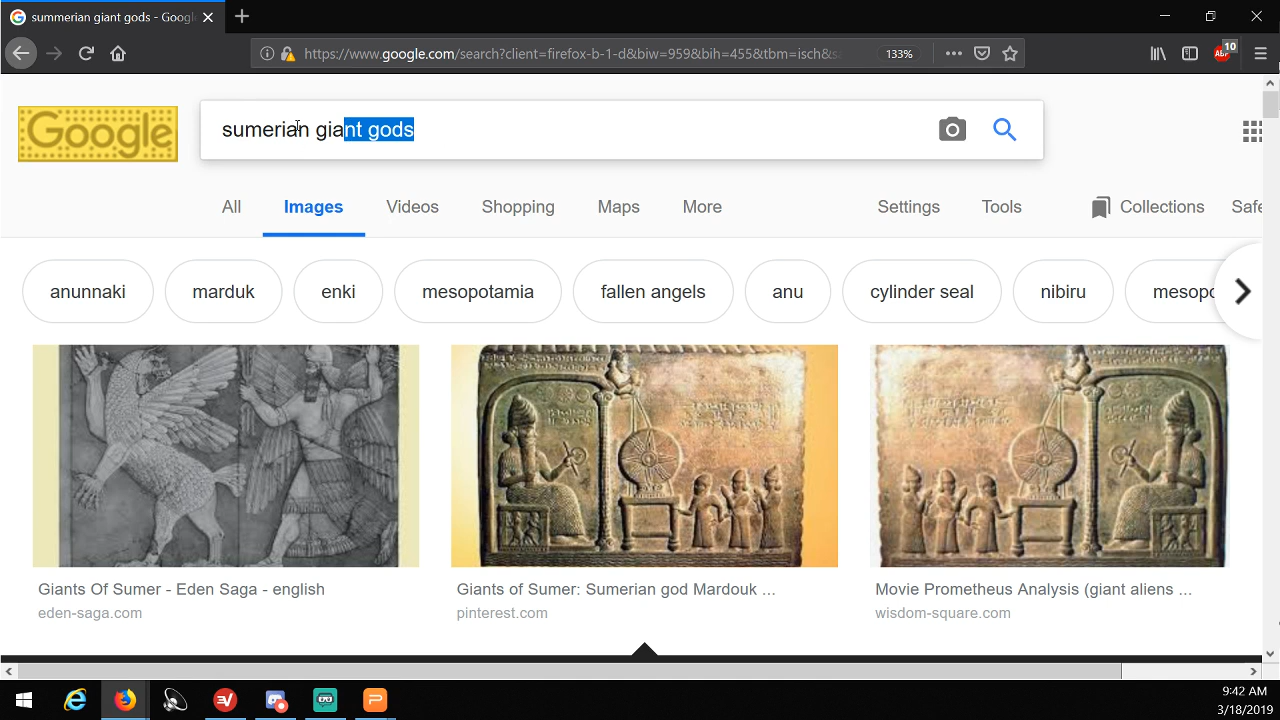 summerian giant gods - Googl
https://www.google.com/search?client=firefox-b-1-d&biw=959&bih=455&tbm=isch&s
133%
ABP
10
Google
sumerian giant gods
All Images Videos Shopping Maps More Settings Tools Collections Safe
anunnaki marduk enki mesopotamia fallen angels anu cylinder seal nibiru mesopo
Giants Of Sumer - Eden Saga - english
eden-saga.com
Giants of Sumer: Sumerian god Mardouk ...
pinterest.com
Movie Prometheus Analysis (giant aliens ...
wisdom-square.com
9:42 AM
3/18/2019